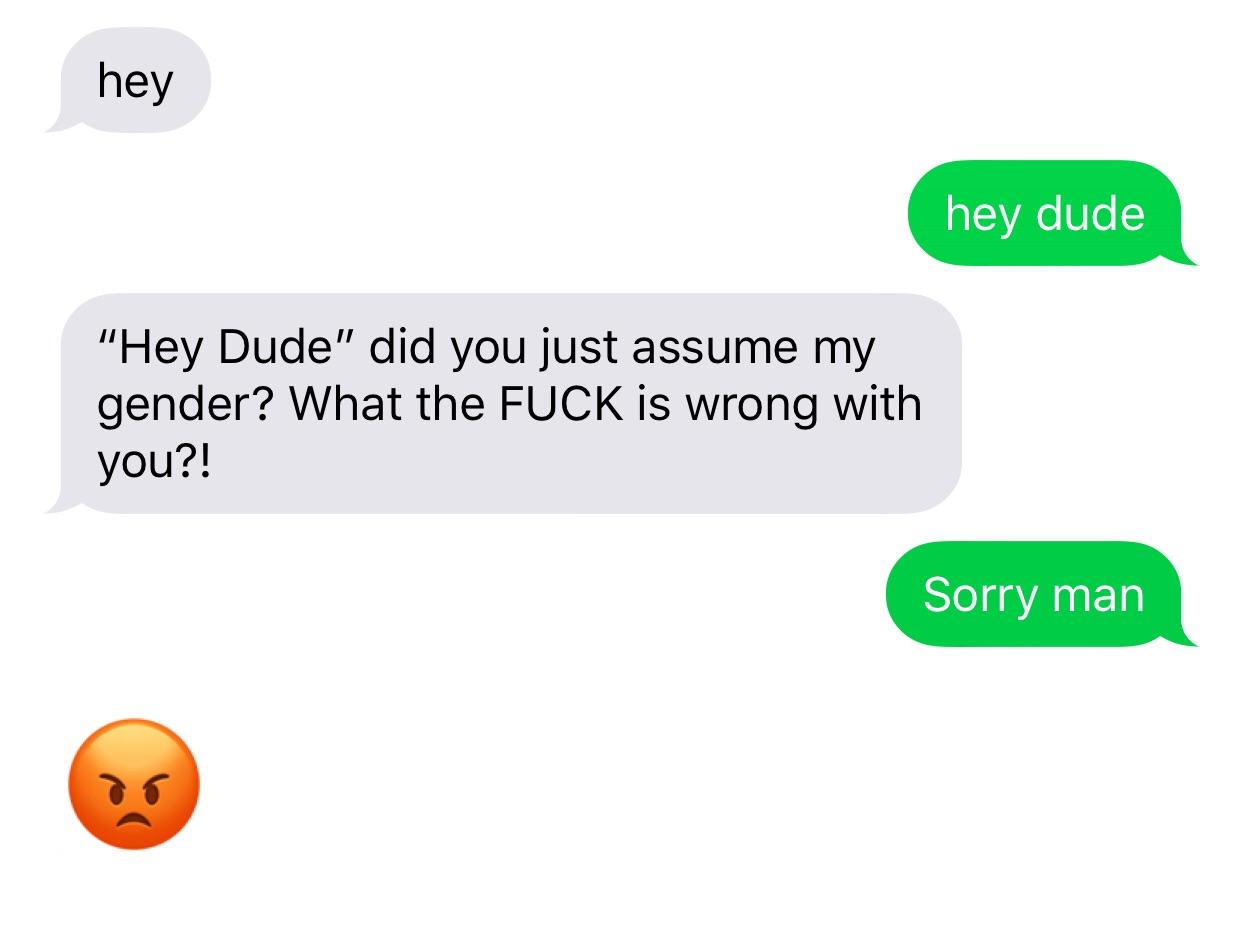 hey
hey dude
“Hey Dude” did you just assume my
gender? What the FUCK is wrong with
you?!
Sorry man